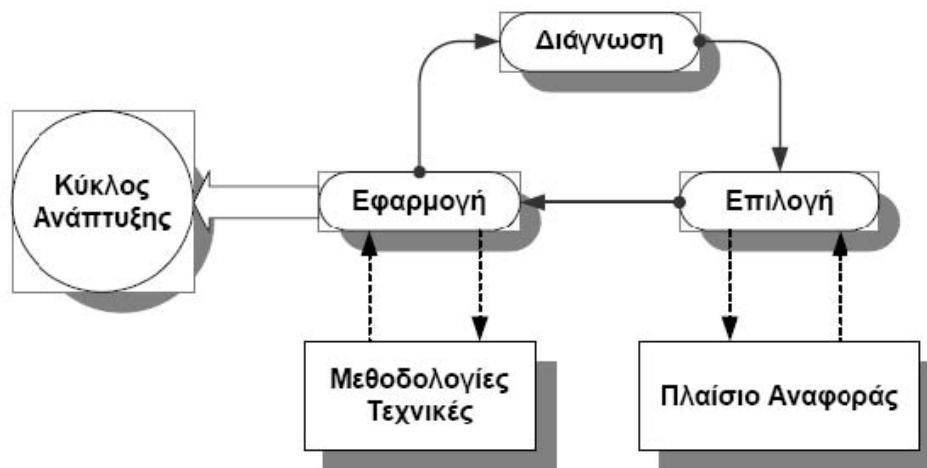 Διάγνωση
Κύκλος
Ανάπτυξης
Εφαρμογή
Επιλογή
Μεθοδολογίες
Τεχνικές
Πλαίσιο Αναφοράς